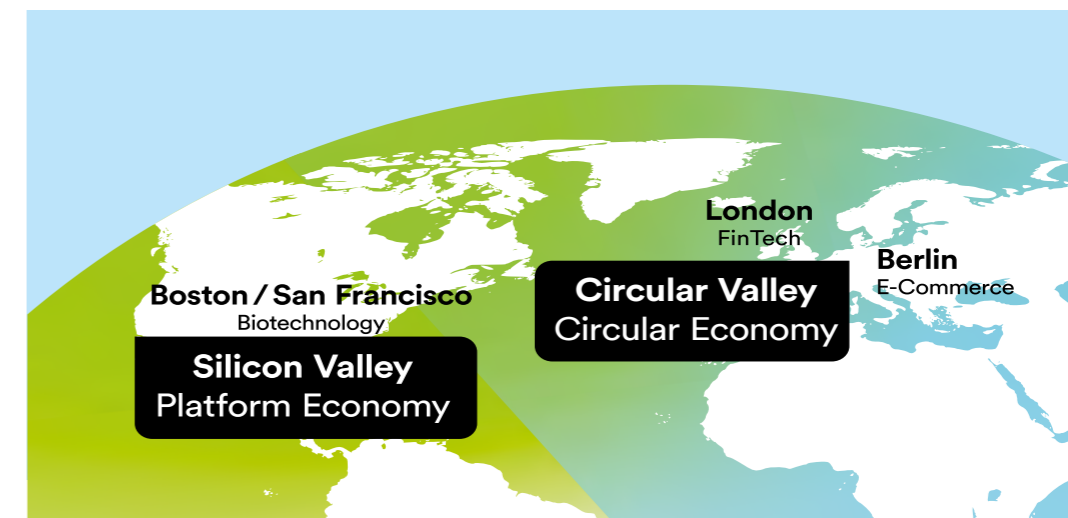 London
FinTech
Berlin
E-Commerce
Circular Valley
Circular Economy
Boston / San Francisco
Biotechnology
Silicon Valley
Platform Economy